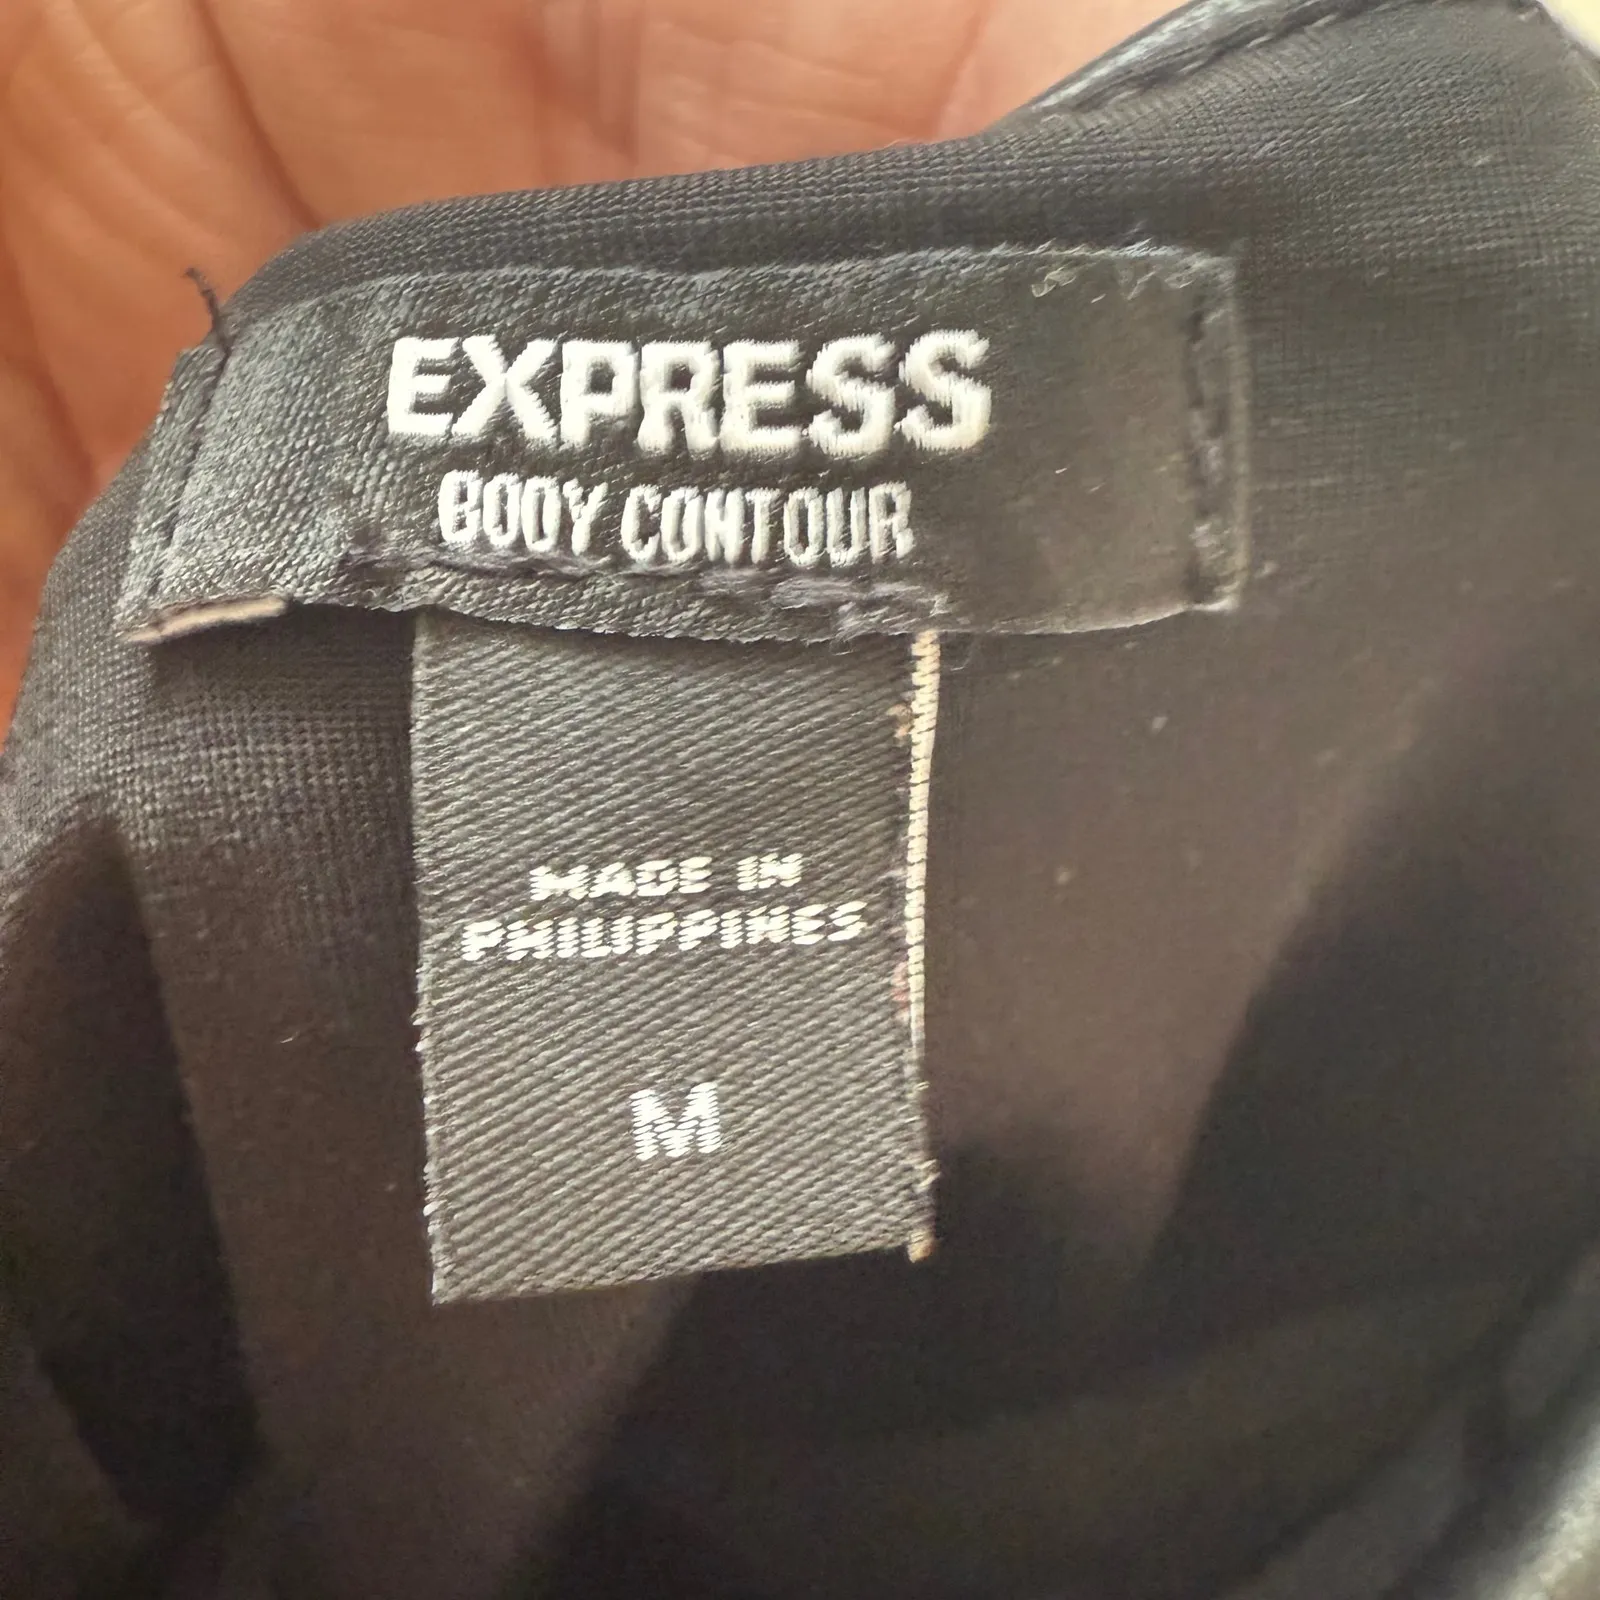 EXPRESS
BODY CONTOUR
MADE IN
PHILIPPINES
M